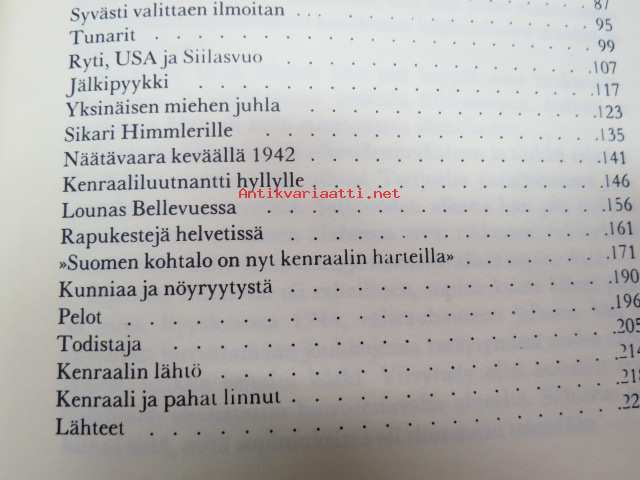 Syvästi valittaen ilmoitan 87
Tunarit 95
Ryti, USA ja Siilasvuo 99
Jälkipyykki 107
Yksinäisen miehen juhla 117
Sikari Himmlerille 123
Näätävaara keväällä 1942 135
Kenraaliluutnantti hyllylle 141
Antikvariaatti.net
Lounas Bellevuessa 146
Rapukestejä helvetissä 156
»Suomen kohtalo on nyt kenraalin harteilla» 161
Kunniaa ja nöyryytystä 171
Pelot 190
Todistaja 196
Kenraalin lähtö 205
Kenraali ja pahat linnut 214
Lähteet 218
22